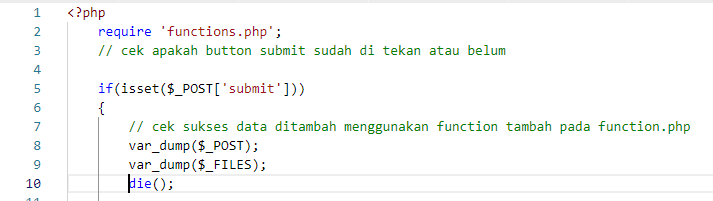 1 <?php
2 require 'functions.php';
3 // cek apakah button submit sudah di tekan atau belum
4
5 if(isset($_POST['submit']))
6 {
7 // cek sukses data ditambah menggunakan function tambah pada function.php
8 var_dump($_POST);
9 var_dump($_FILES);
10 die();